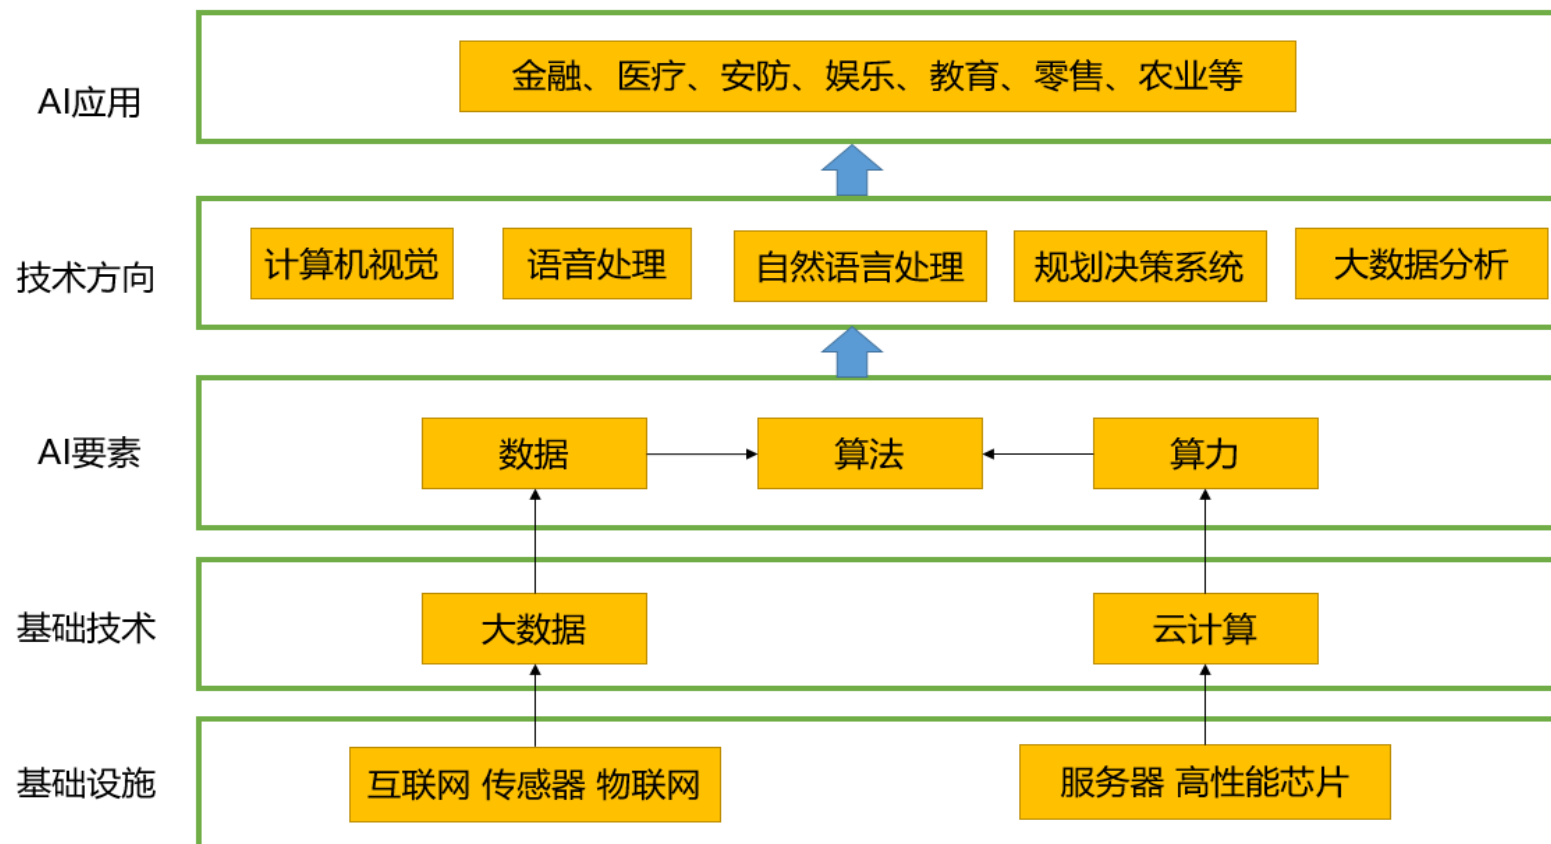 AI应用
金融、医疗、安防、娱乐、教育、零售、农业等
技术方向
计算机视觉
语音处理
自然语言处理
规划决策系统
大数据分析
AI要素
数据
算法
算力
基础技术
大数据
云计算
基础设施
互联网 传感器 物联网
服务器 高性能芯片